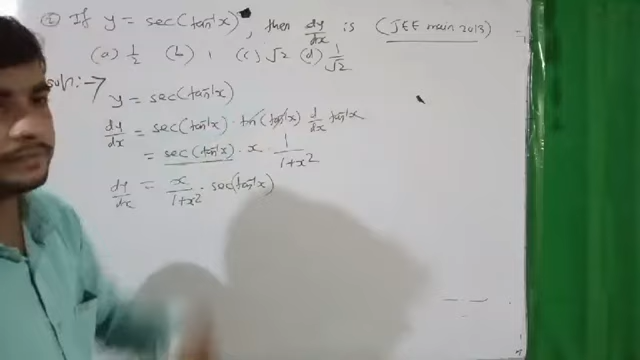 ② If y = sec(tan⁻¹x), then dy/dx is (JEE main 2013)
(a) 1/2 (b) 1 (c) √2 (d) 1/√2
soln:-
y = sec(tan⁻¹x)
dy/dx = sec(tan⁻¹x) · tan(tan⁻¹x) d/dx tan⁻¹x
= sec(tan⁻¹x) · x · 1/1+x²
dy/dx = x/1+x² · sec(tan⁻¹x)